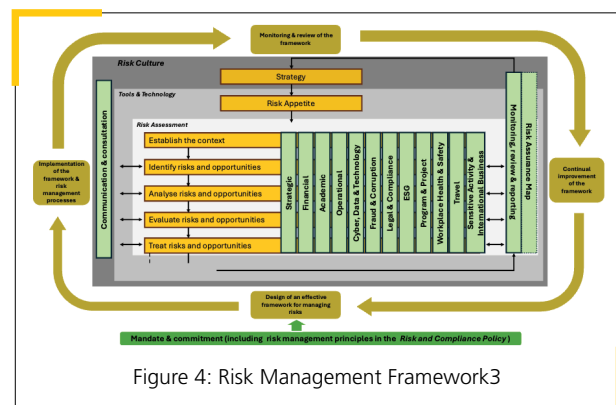 Monitoring & review of the
framework
Risk Culture
Strategy
Tools & Technology
Risk Appetite
Risk Assessment
Establish the context
Identify risks and opportunities
Analyse risks and opportunities
Evaluate risks and opportunities
Treat risks and opportunities
Communication & consultation
Implementation
of the
framework &
risk
management
processes
Strategic
Financial
Academic
Operational
Cyber, Data & Technology
Fraud & Corruption
Legal & Compliance
ESG
Program & Project
Workplace Health & Safety
Travel
Sensitive Activity &
International Business
Monitoring, review & reporting
Risk Assurance Map
Continual
improvement of
the framework
Design of an effective
framework for managing
risks
Mandate & commitment (including risk management principles in the Risk and Compliance Policy)
Figure 4: Risk Management Framework3